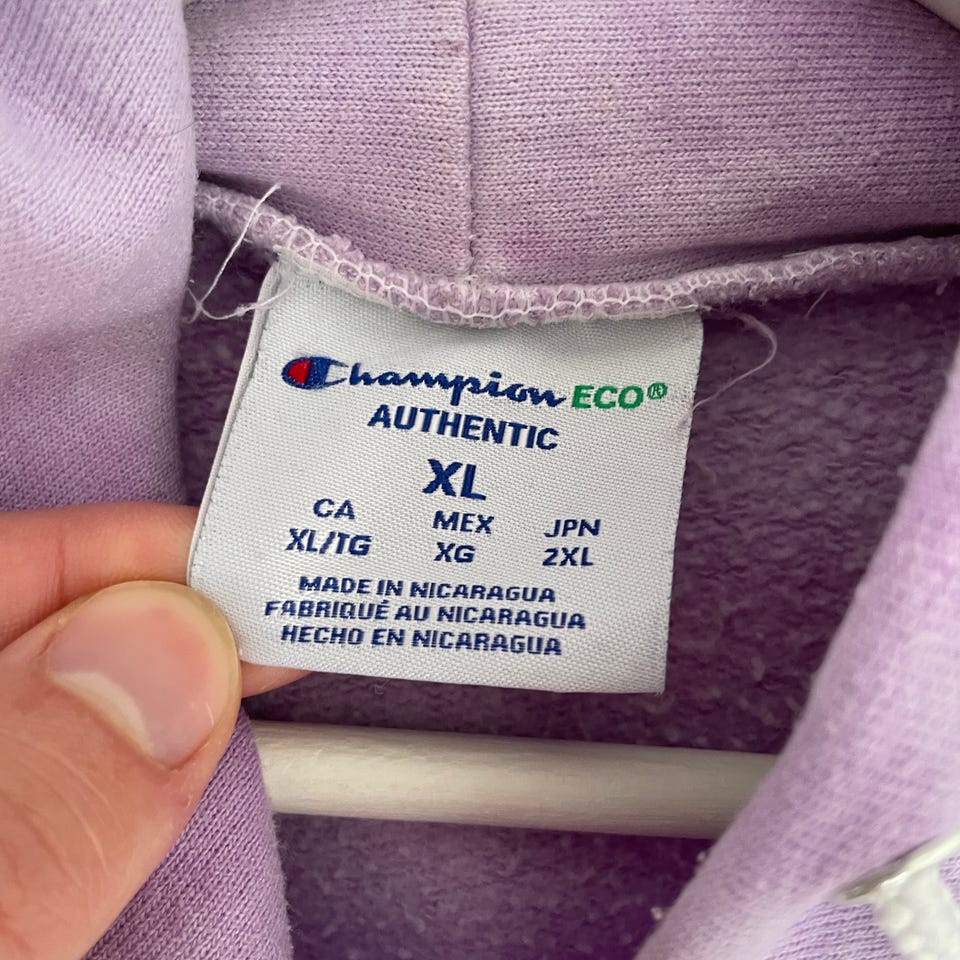 Champion ECO®
AUTHENTIC
XL
CA MEX JPN
XL/TG XG 2XL
MADE IN NICARAGUA
FABRIQUÉ AU NICARAGUA
HECHO EN NICARAGUA